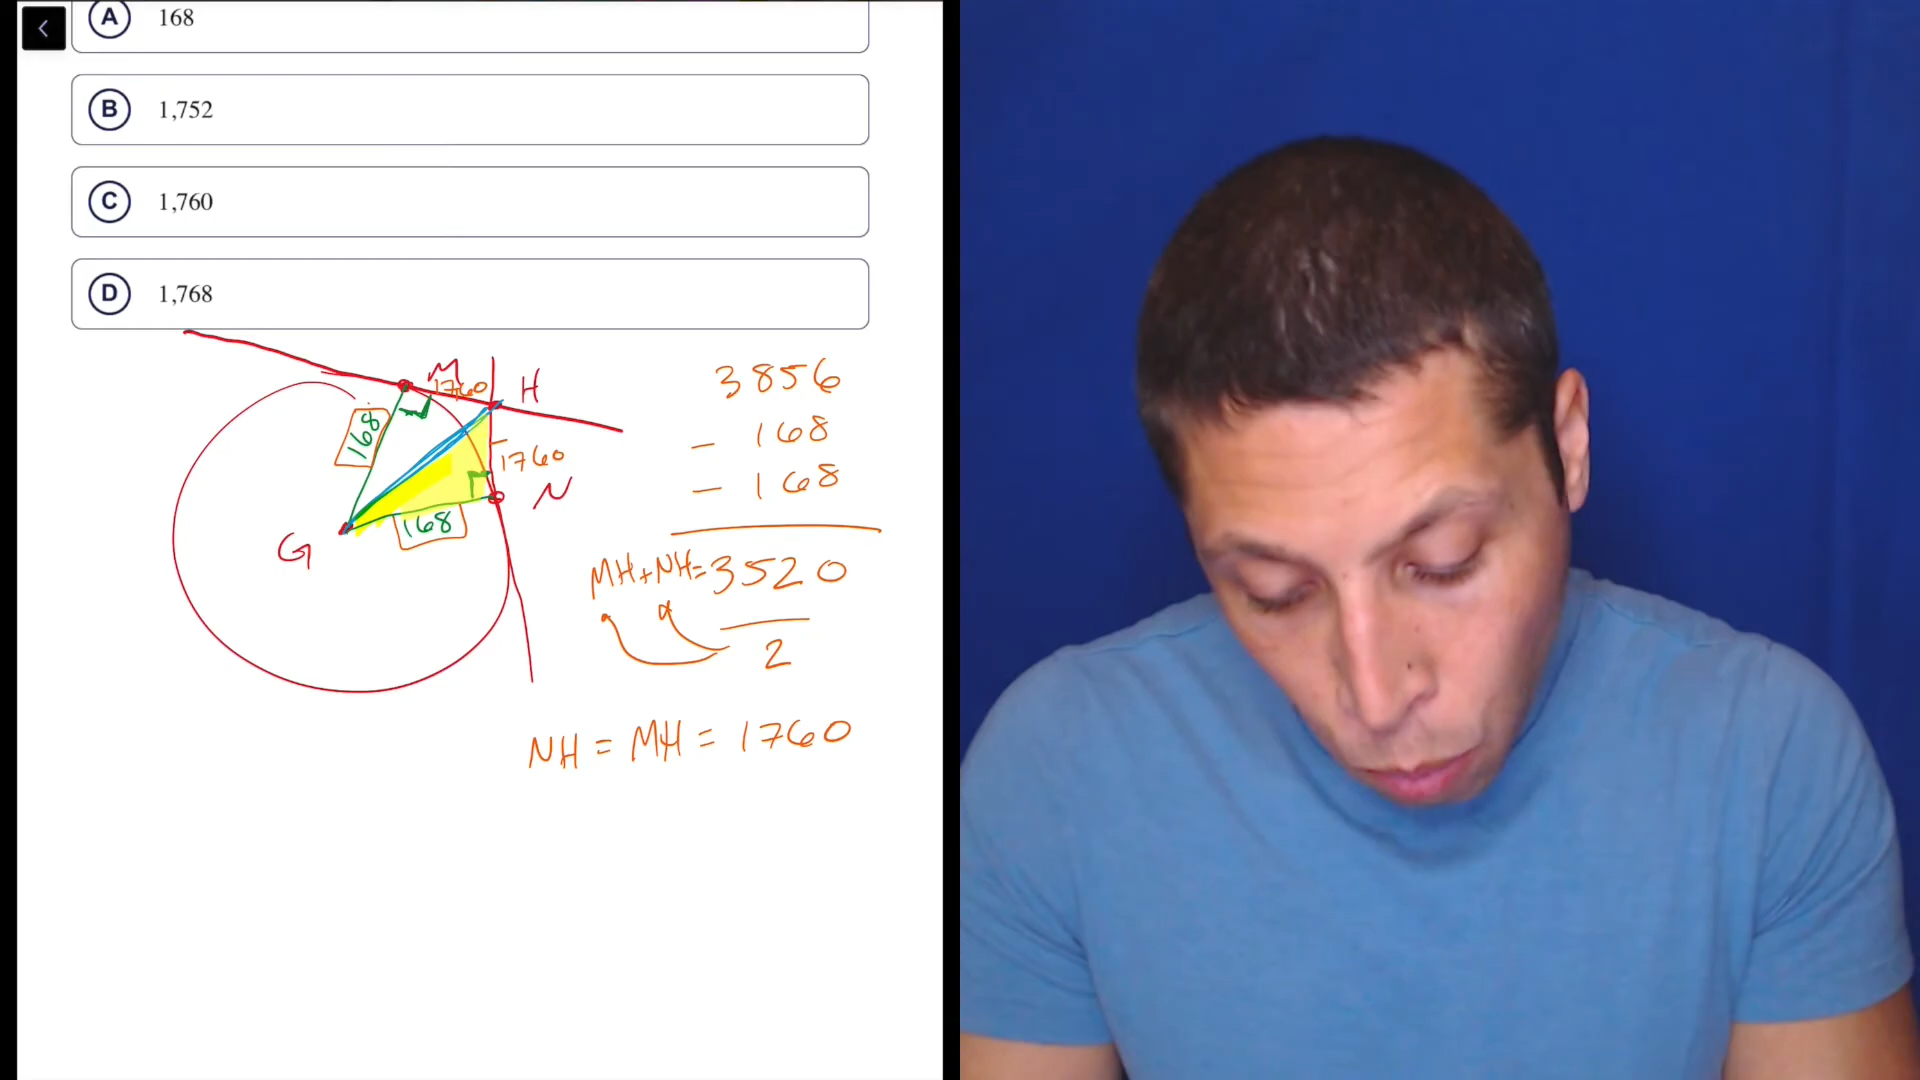 A 168
B 1,752
C 1,760
D 1,768
M
1760
H
168
1760
N
168
G
3856
- 168
- 168
MH+NH=3520
2
NH = MH = 1760